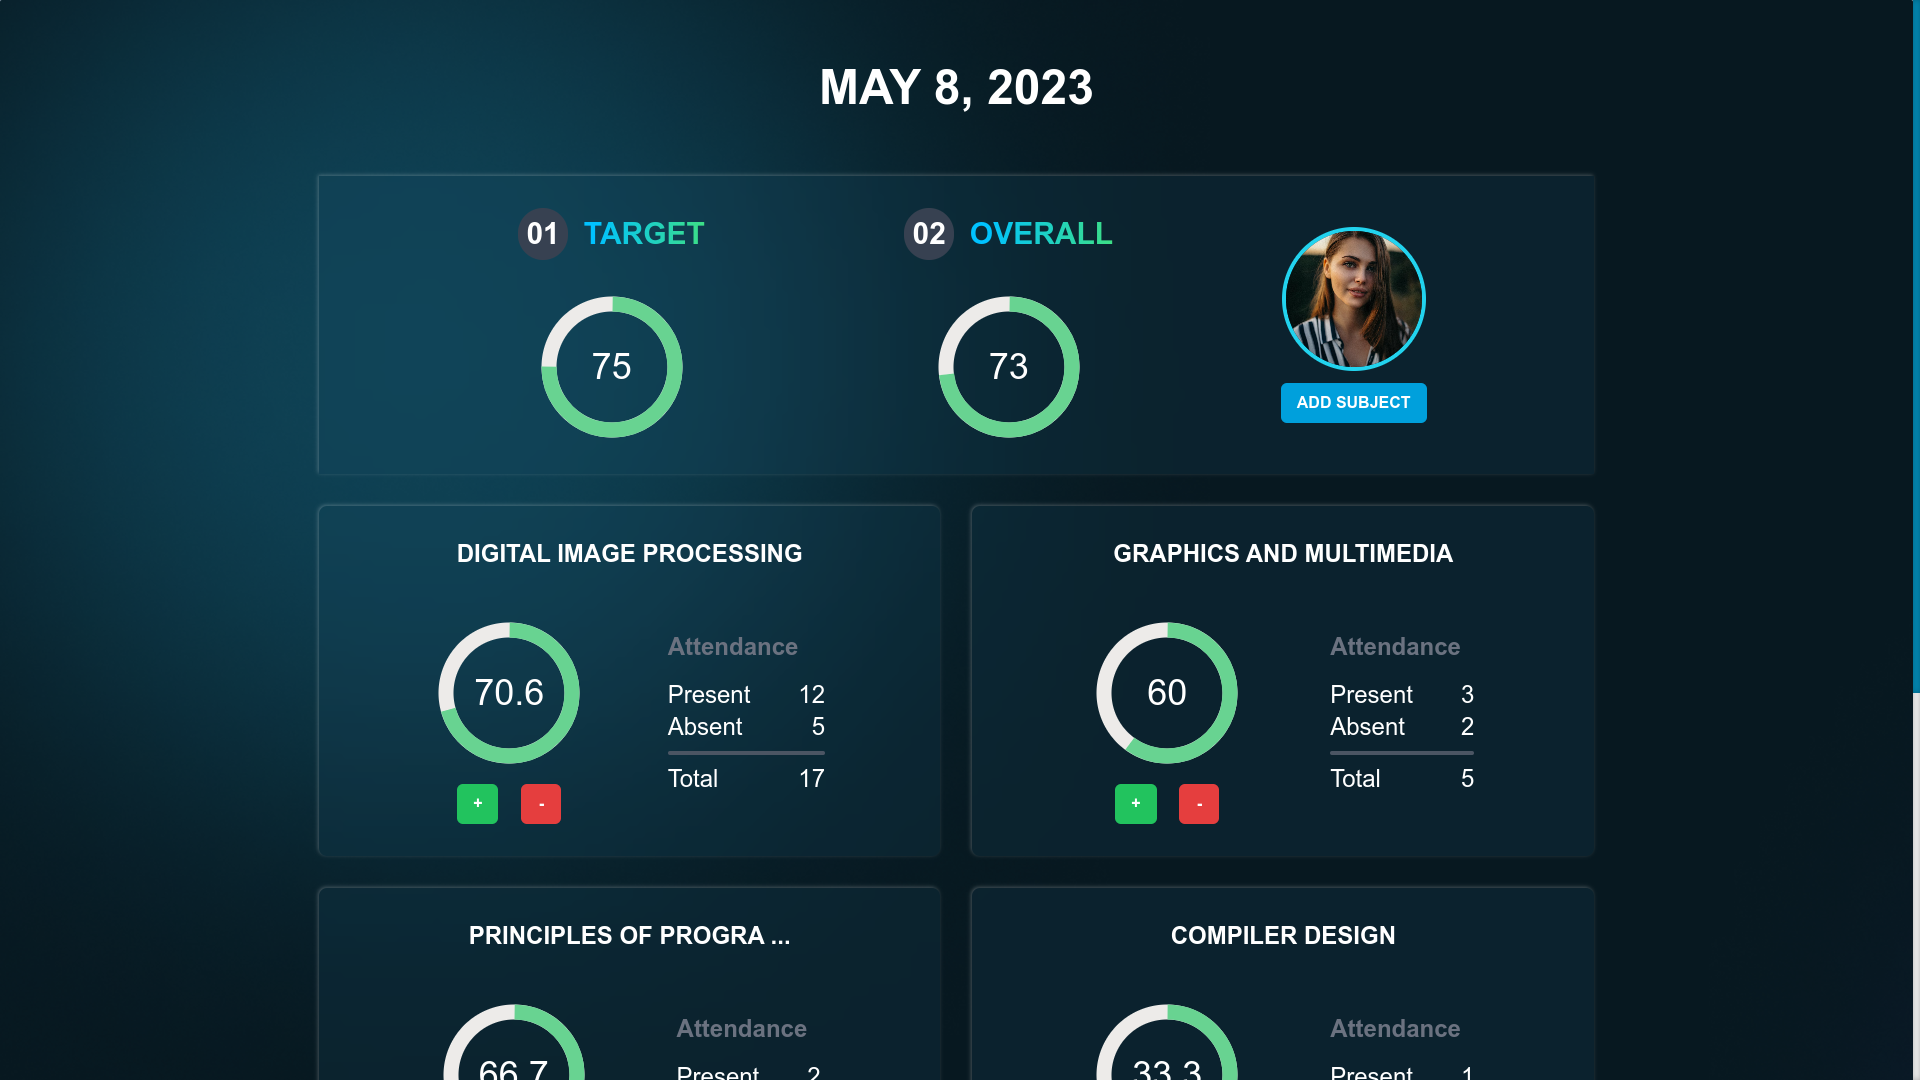 MAY 8, 2023
01 TARGET
02 OVERALL
75
73
ADD SUBJECT
DIGITAL IMAGE PROCESSING
70.6
Attendance
Present 12
Absent 5
Total 17
+ -
GRAPHICS AND MULTIMEDIA
60
Attendance
Present 3
Absent 2
Total 5
+ -
PRINCIPLES OF PROGRA ...
66.7
Attendance
Present 2
COMPILER DESIGN
33.3
Attendance
Present 1